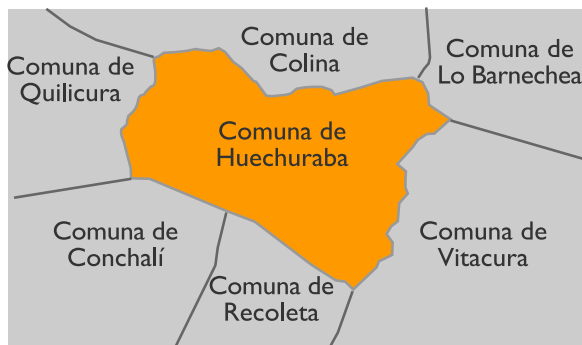 Comuna de
Colina
Comuna de
Lo Barnechea
Comuna de
Quilicura
Comuna de
Huechuraba
Comuna de
Conchalí
Comuna de
Vitacura
Comuna de
Recoleta